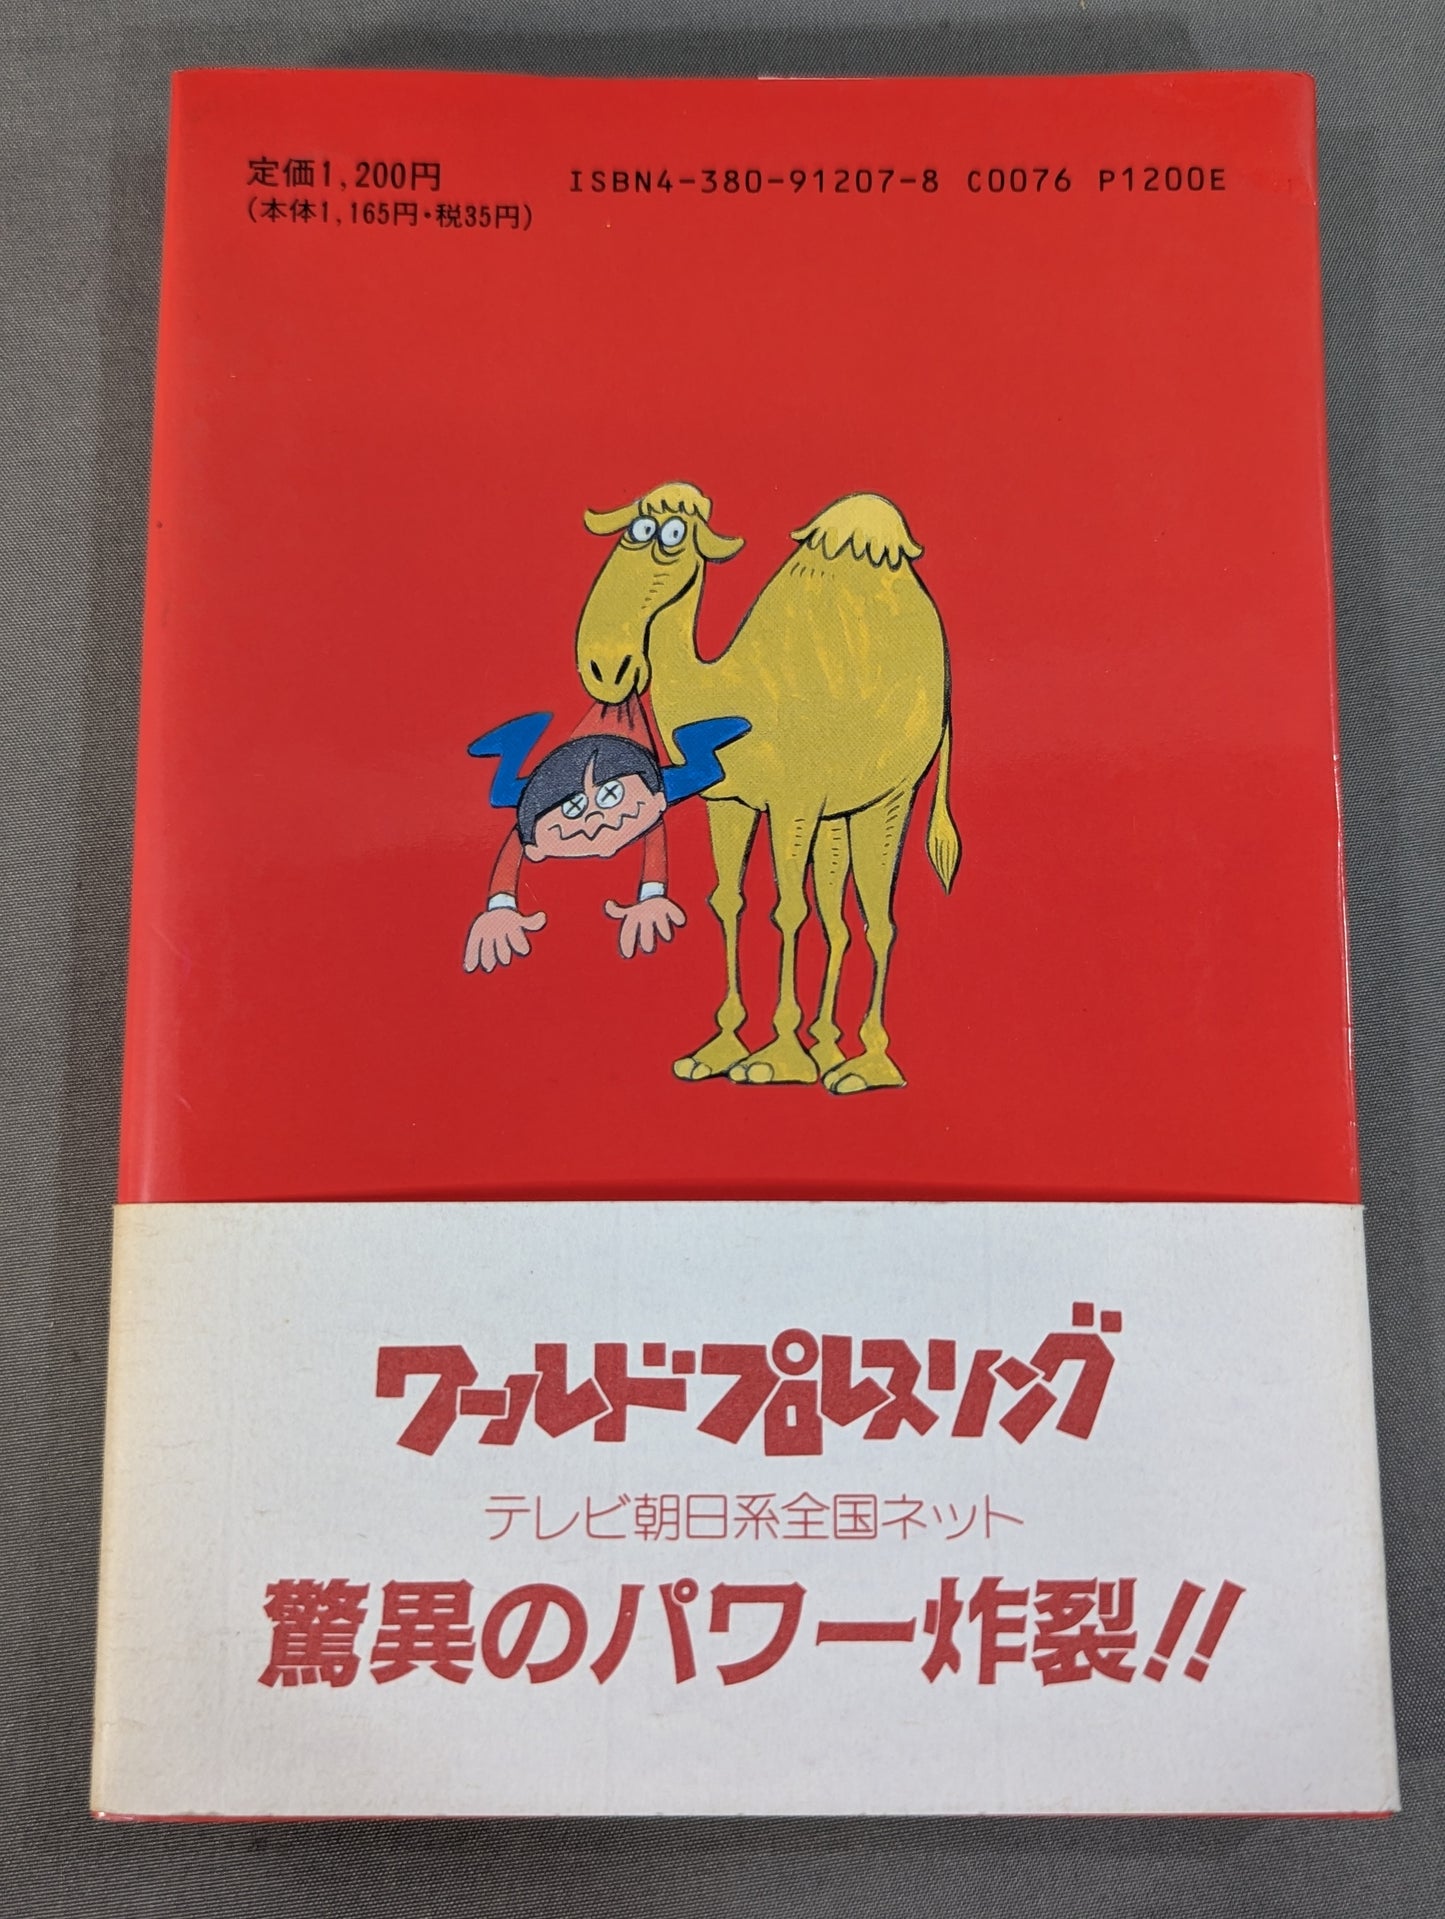 定価1,200円
(本体1,165円・税35円)
ISBN4-380-91207-8 C0076 P1200E
ワールドプロレスリング
テレビ朝日系全国ネット
驚異のパワー炸裂!!